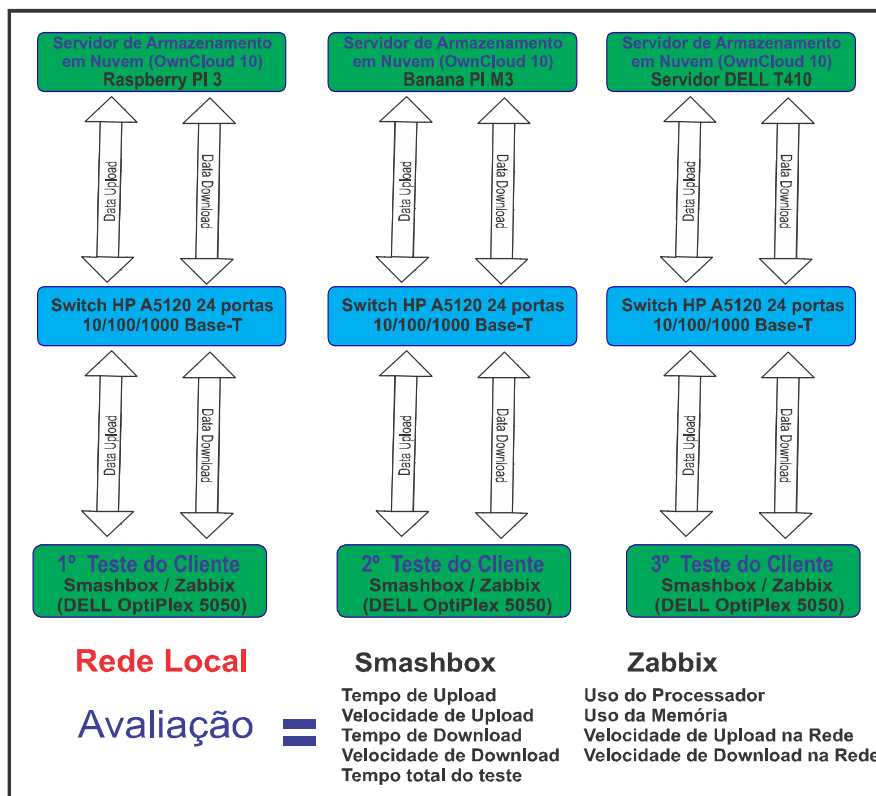 Servidor de Armazenamento
em Nuvem (OwnCloud 10)
Raspberry PI 3
Servidor de Armazenamento
em Nuvem (OwnCloud 10)
Banana PI M3
Servidor de Armazenamento
em Nuvem (OwnCloud 10)
Servidor DELL T410
Data Upload
Data Download
Data Upload
Data Download
Data Upload
Data Download
Switch HP A5120 24 portas
10/100/1000 Base-T
Switch HP A5120 24 portas
10/100/1000 Base-T
Switch HP A5120 24 portas
10/100/1000 Base-T
Data Upload
Data Download
Data Upload
Data Download
Data Upload
Data Download
1º Teste do Cliente
Smashbox / Zabbix
(DELL OptiPlex 5050)
2º Teste do Cliente
Smashbox / Zabbix
(DELL OptiPlex 5050)
3º Teste do Cliente
Smashbox / Zabbix
(DELL OptiPlex 5050)
Rede Local
Avaliação =
Smashbox
Tempo de Upload
Velocidade de Upload
Tempo de Download
Velocidade de Download
Tempo total do teste
Zabbix
Uso do Processador
Uso da Memória
Velocidade de Upload na Rede
Velocidade de Download na Rede